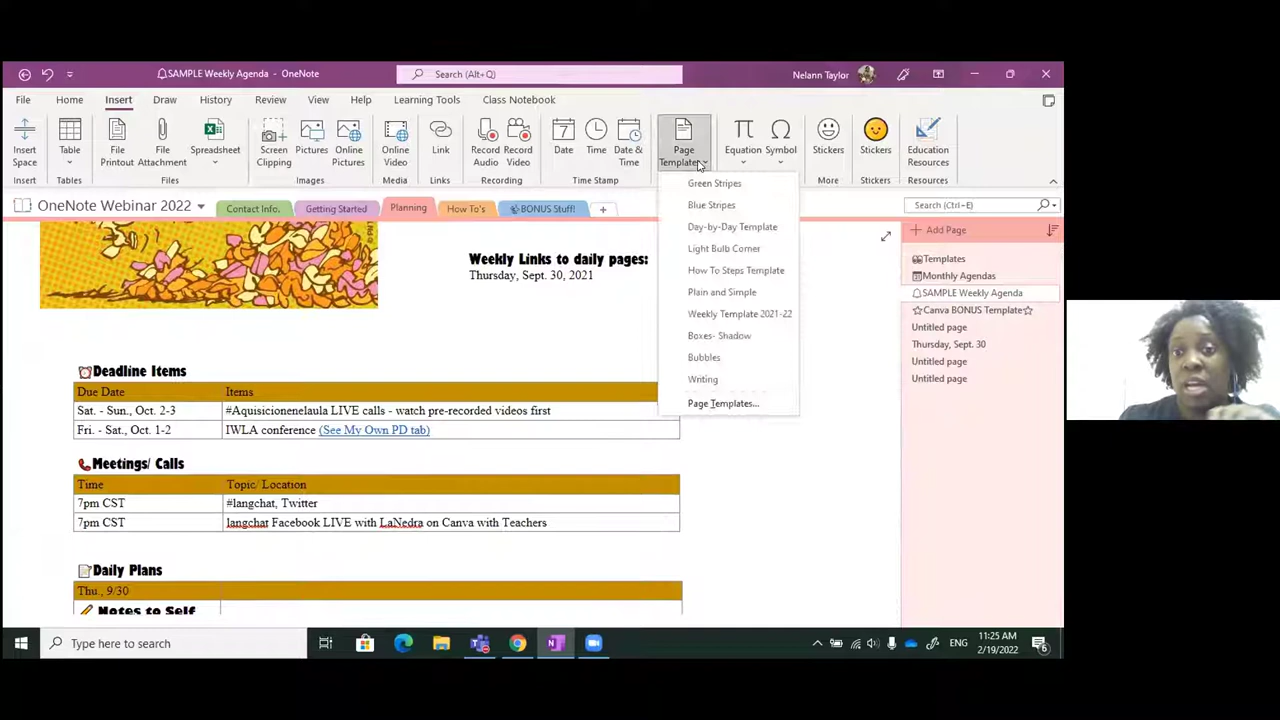 SAMPLE Weekly Agenda - OneNote
Search (Alt+Q)
Nelann Taylor
File Home Insert Draw History Review View Help Learning Tools Class Notebook
Insert Space
Table
File Printout
File Attachment
Spreadsheet
Screen Clipping
Pictures
Online Pictures
Online Video
Link
Record Audio
Record Video
Date
Time
Date & Time
Page Templates
Equation
Symbol
Stickers
Stickers
Education Resources
Insert Tables Files Images Media Links Recording Time Stamp More Stickers Resources
Green Stripes
Blue Stripes
Day-by-Day Template
Light Bulb Corner
How To Steps Template
Plain and Simple
Weekly Template 2021-22
Boxes- Shadow
Bubbles
Writing
Page Templates...
OneNote Webinar 2022
Contact Info. Getting Started Planning How To's BONUS Stuff!
Search (Ctrl+E)
Add Page
Templates
Monthly Agendas
SAMPLE Weekly Agenda
Canva BONUS Template
Untitled page
Thursday, Sept. 30
Untitled page
Untitled page
Weekly Links to daily pages:
Thursday, Sept. 30, 2021
Deadline Items
Due Date Items
Sat. - Sun., Oct. 2-3 #Aquisicionenelaula LIVE calls - watch pre-recorded videos first
Fri. - Sat., Oct. 1-2 IWLA conference (See My Own PD tab)
Meetings/ Calls
Time Topic/ Location
7pm CST #langchat, Twitter
7pm CST langchat Facebook LIVE with LaNedra on Canva with Teachers
Daily Plans
Thu., 9/30
Notes to Self
Type here to search
ENG
11:25 AM
2/19/2022
6